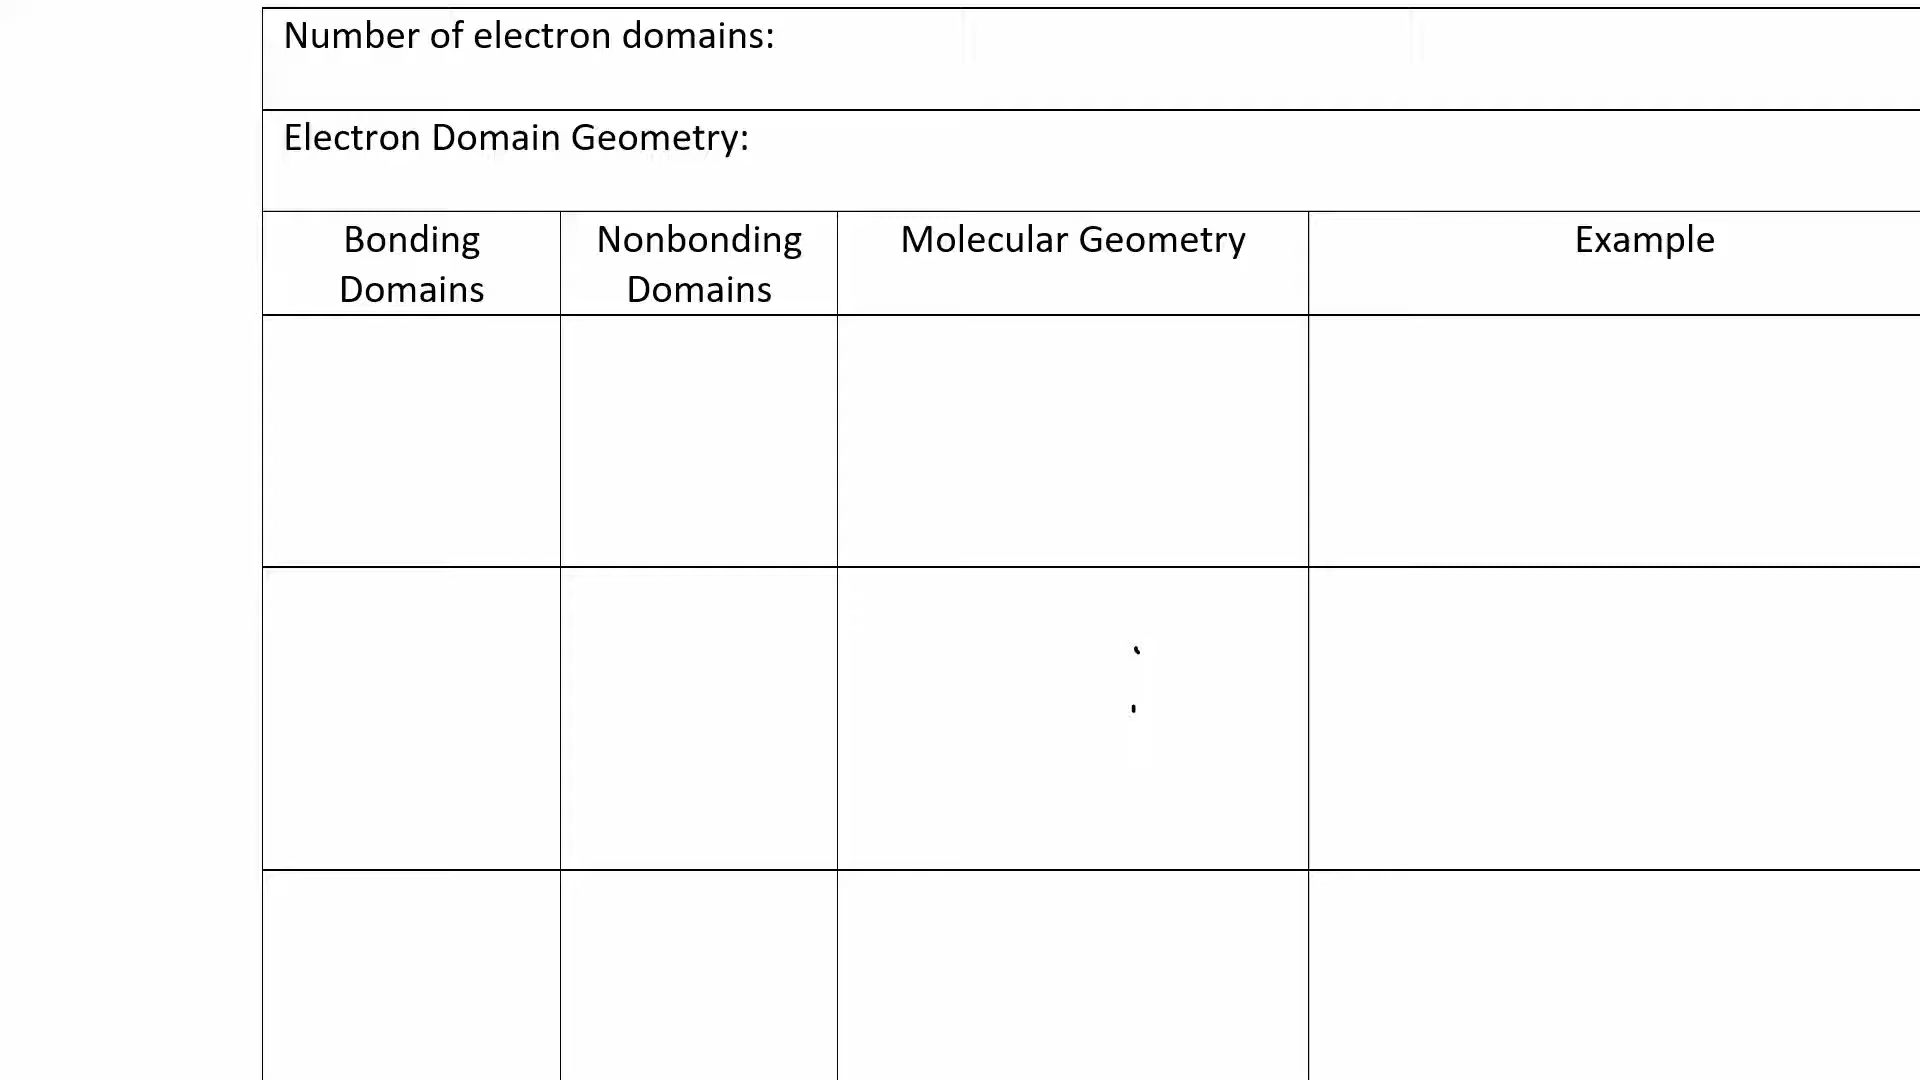 Number of electron domains:
Electron Domain Geometry:
Bonding
Domains
Nonbonding
Domains
Molecular Geometry
Example